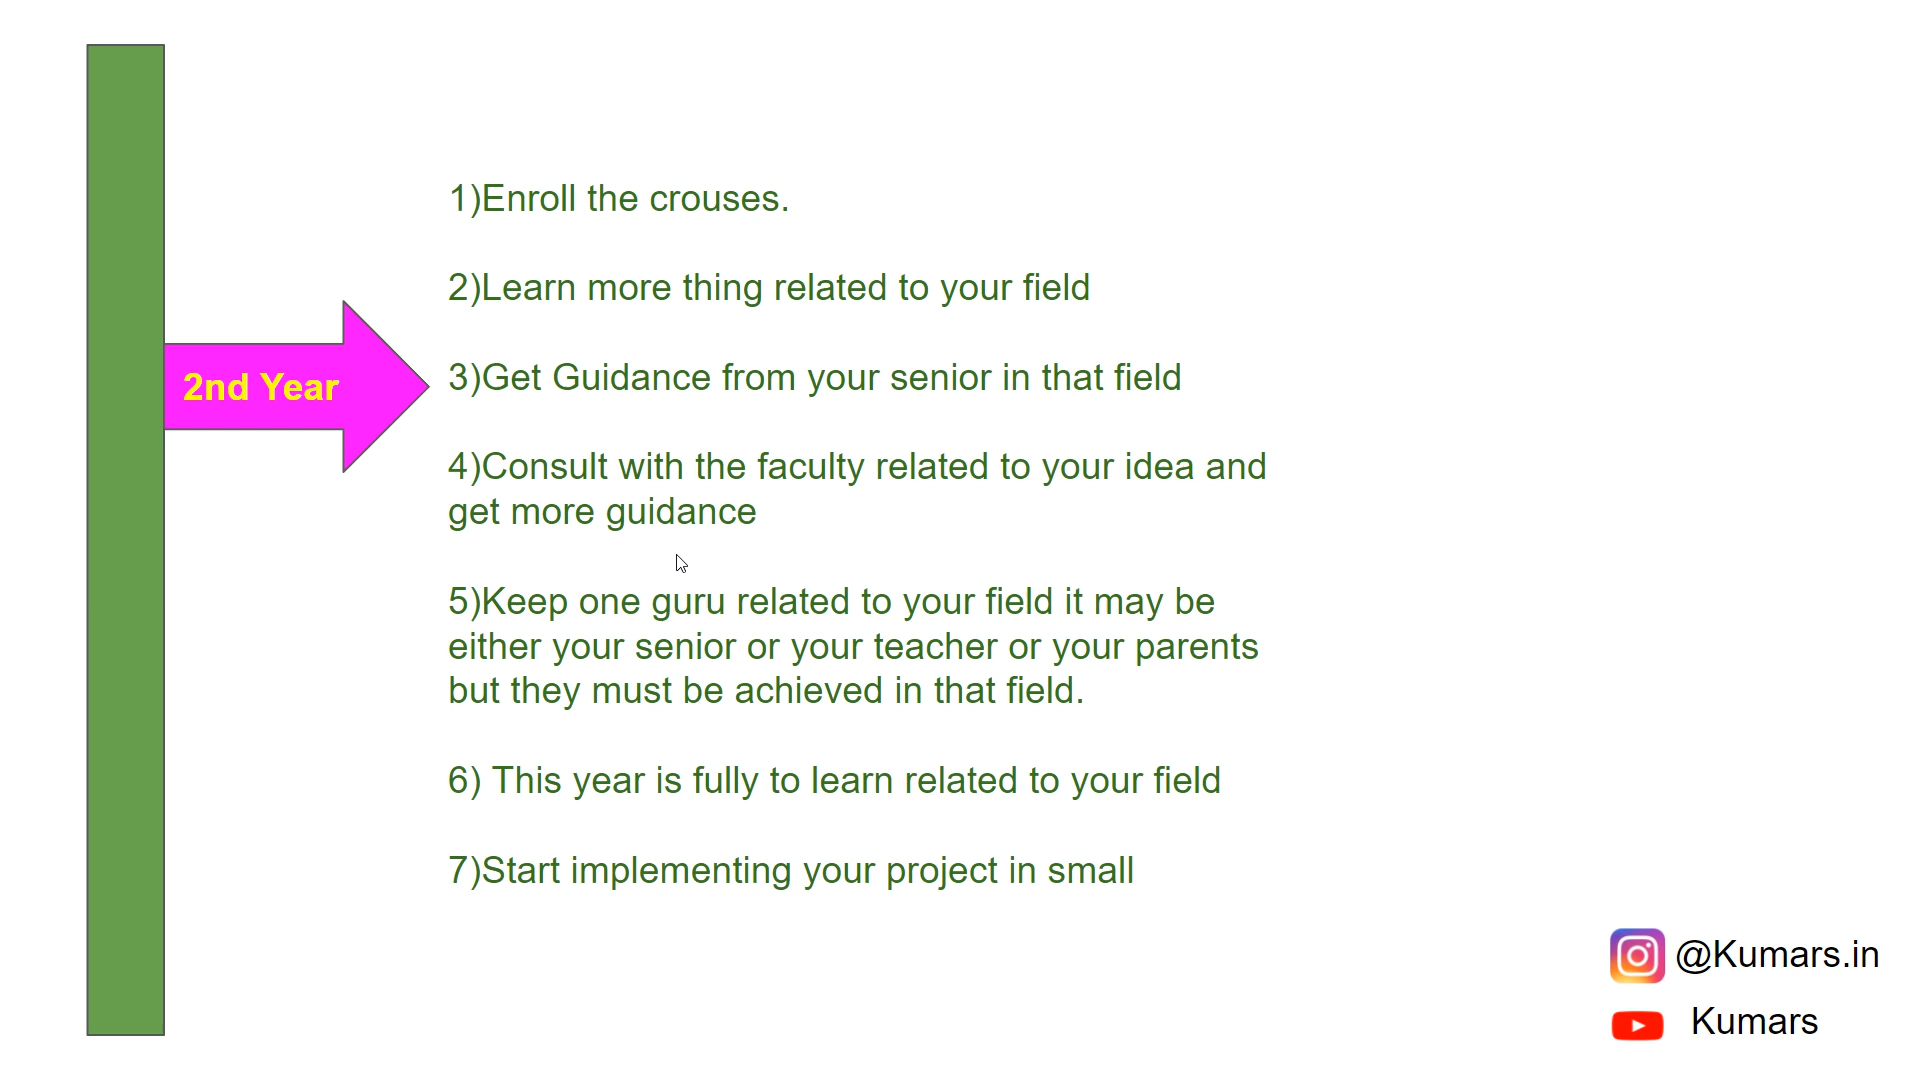 1)Enroll the crouses.
2)Learn more thing related to your field
2nd Year
3)Get Guidance from your senior in that field
4)Consult with the faculty related to your idea and
get more guidance
5)Keep one guru related to your field it may be
either your senior or your teacher or your parents
but they must be achieved in that field.
6) This year is fully to learn related to your field
7)Start implementing your project in small
@Kumars.in
Kumars